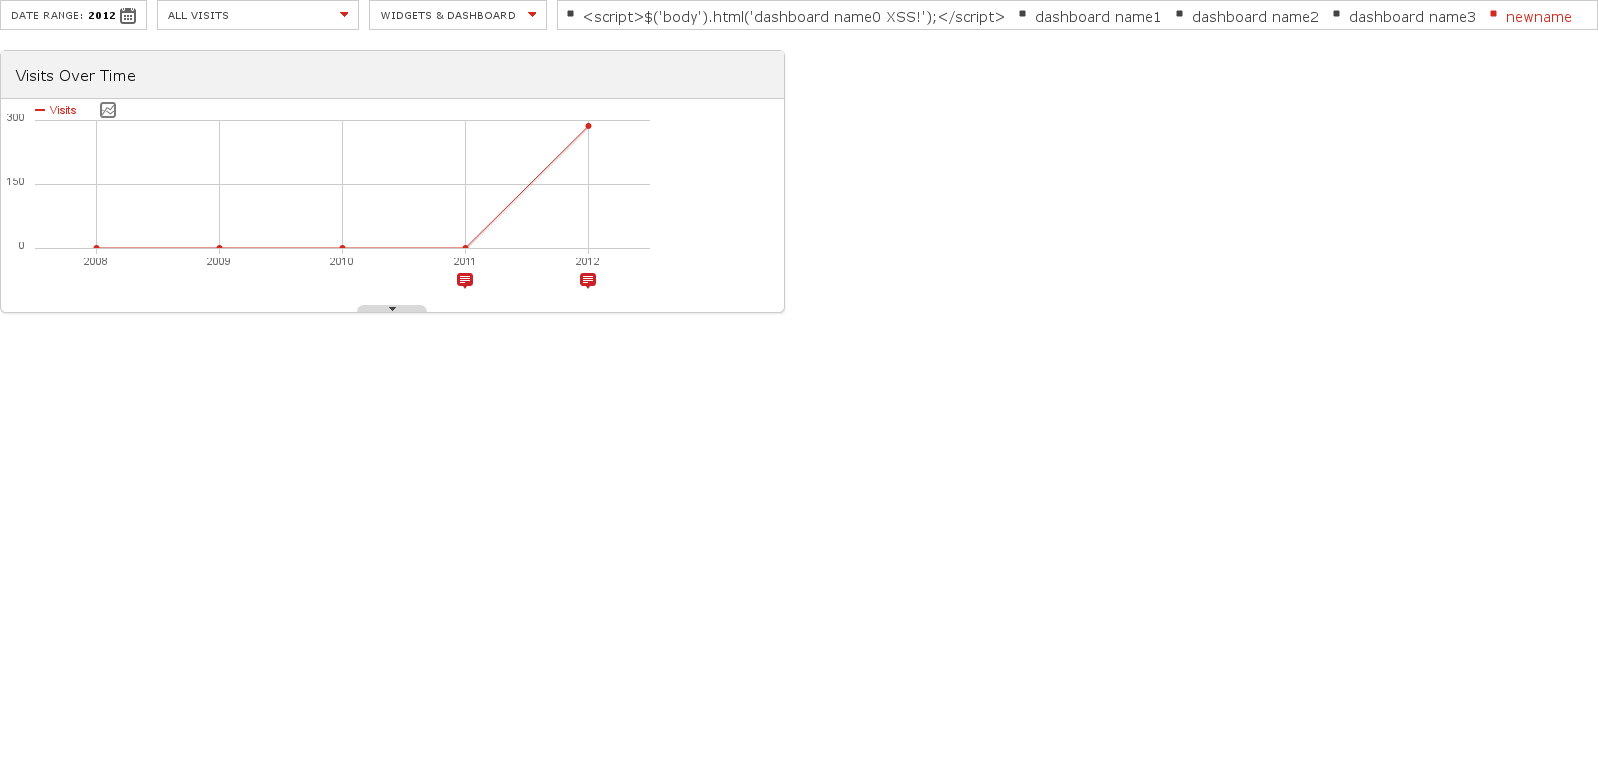 DATE RANGE: 2012 ALL VISITS WIDGETS & DASHBOARD <script>$('body').html('dashboard name0 XSS!');</script> dashboard name1 dashboard name2 dashboard name3 newname
Visits Over Time
Visits
300
150
0
2008 2009 2010 2011 2012